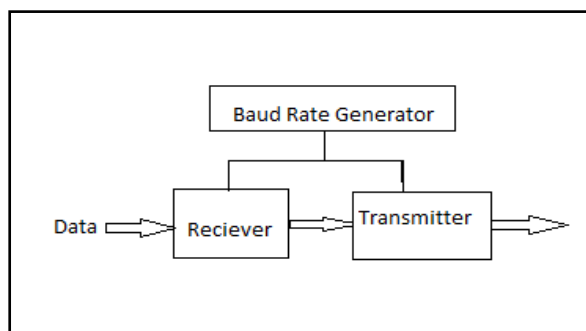 Baud Rate Generator
Data
Reciever
Transmitter